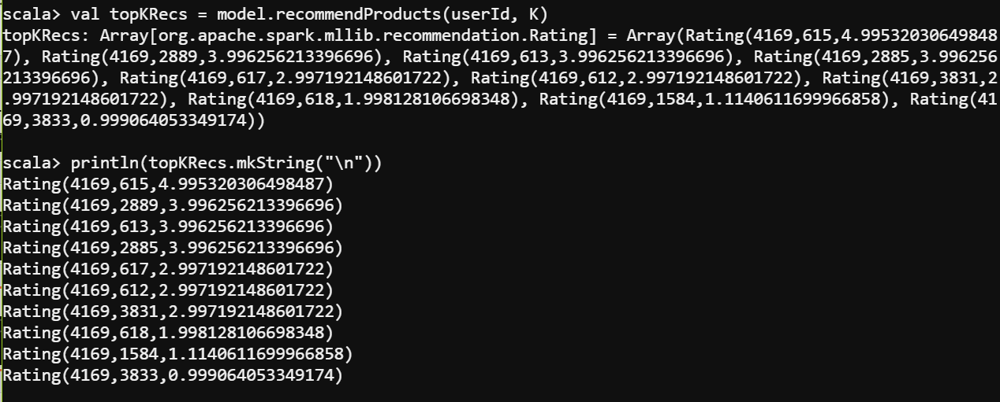 scala> val topKRecs = model.recommendProducts(userId, K)
topKRecs: Array[org.apache.spark.mllib.recommendation.Rating] = Array(Rating(4169,615,4.99532030649848
7), Rating(4169,2889,3.996256213396696), Rating(4169,613,3.996256213396696), Rating(4169,2885,3.996256
213396696), Rating(4169,617,2.997192148601722), Rating(4169,612,2.997192148601722), Rating(4169,3831,2
.997192148601722), Rating(4169,618,1.998128106698348), Rating(4169,1584,1.1140611699966858), Rating(41
69,3833,0.999064053349174))
scala> println(topKRecs.mkString("\n"))
Rating(4169,615,4.995320306498487)
Rating(4169,2889,3.996256213396696)
Rating(4169,613,3.996256213396696)
Rating(4169,2885,3.996256213396696)
Rating(4169,617,2.997192148601722)
Rating(4169,612,2.997192148601722)
Rating(4169,3831,2.997192148601722)
Rating(4169,618,1.998128106698348)
Rating(4169,1584,1.1140611699966858)
Rating(4169,3833,0.999064053349174)